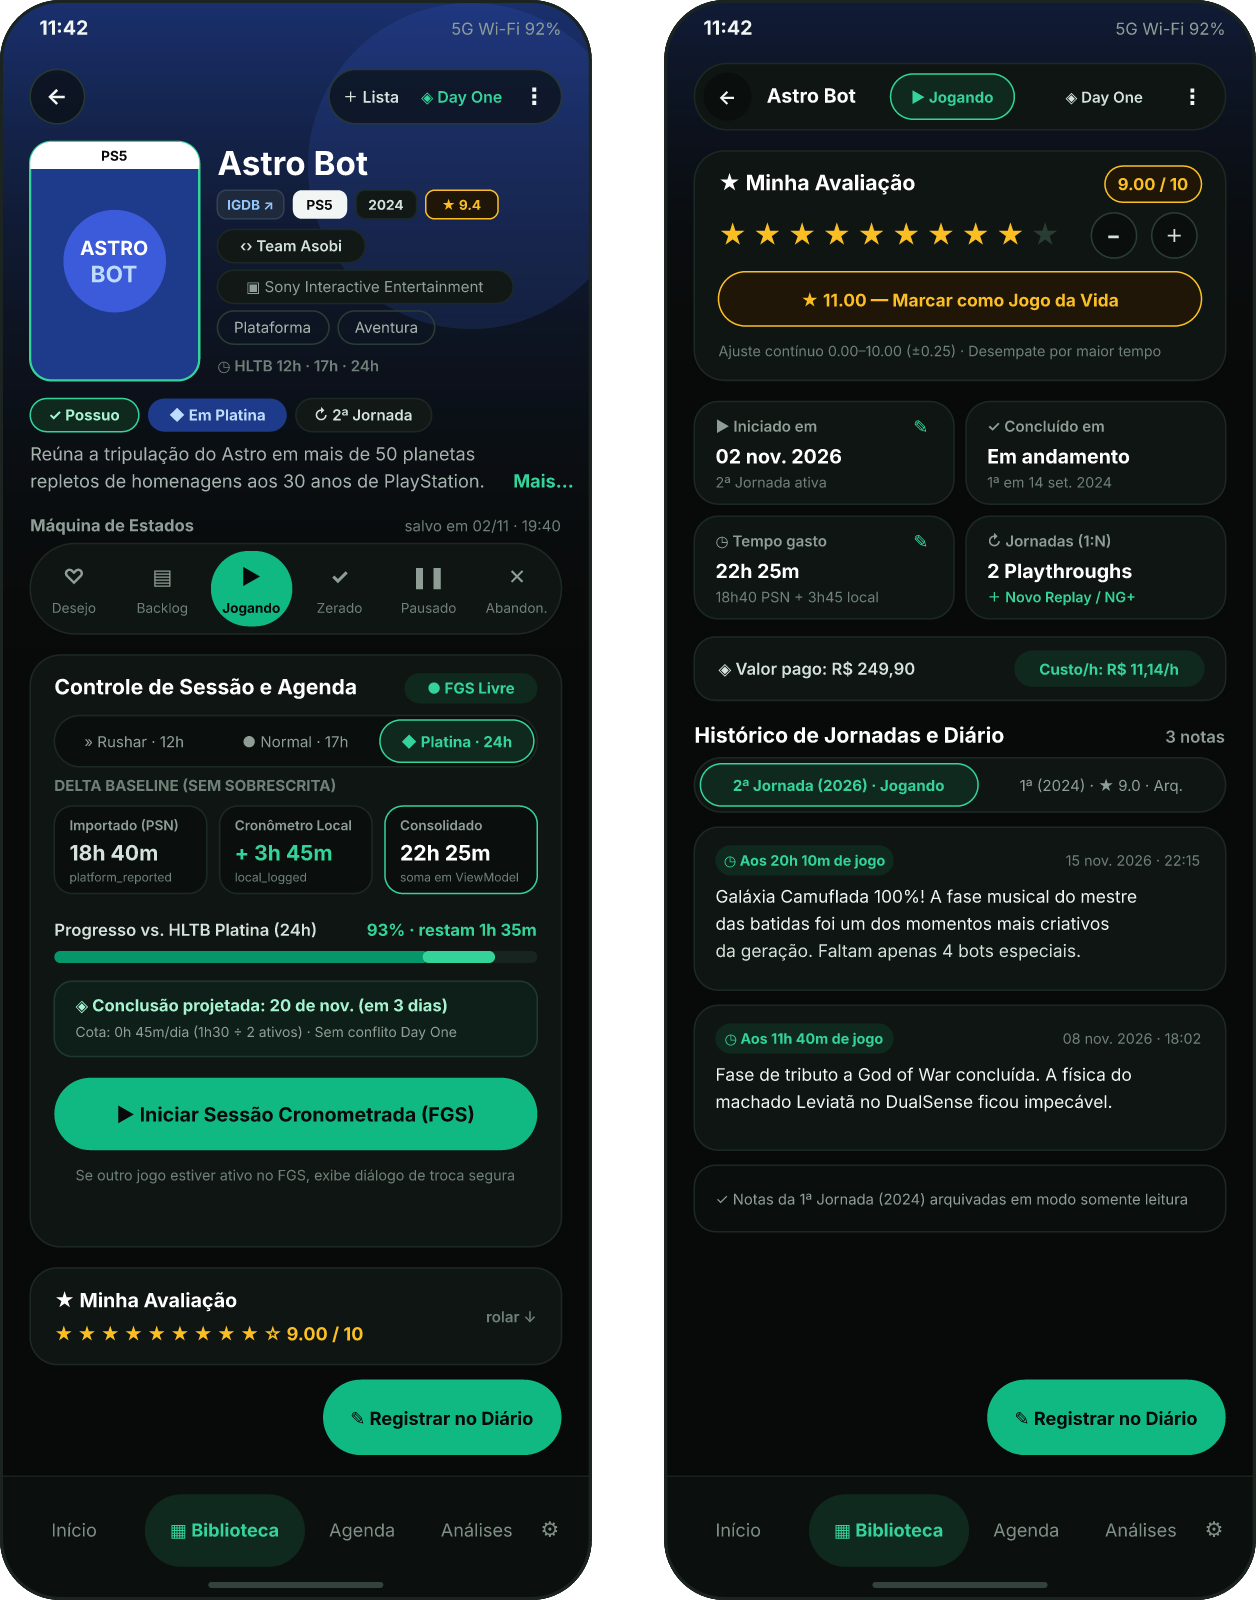 11:42
5G Wi-Fi 92%
←
+ Lista
◈ Day One
⋮
PS5
ASTRO
BOT
Astro Bot
IGDB ↗
PS5
2024
★ 9.4
‹› Team Asobi
▣ Sony Interactive Entertainment
Plataforma
Aventura
◷ HLTB 12h · 17h · 24h
✓ Possuo
◆ Em Platina
↻ 2ª Jornada
Reúna a tripulação do Astro em mais de 50 planetas
repletos de homenagens aos 30 anos de PlayStation.
Mais...
Máquina de Estados
salvo em 02/11 · 19:40
♡ Desejo
▤ Backlog
▶ Jogando
✓ Zerado
❚❚ Pausado
✕ Abandon.
Controle de Sessão e Agenda
● FGS Livre
» Rushar · 12h
● Normal · 17h
◆ Platina · 24h
DELTA BASELINE (SEM SOBRESCRITA)
Importado (PSN)
18h 40m
platform_reported
Cronômetro Local
+ 3h 45m
local_logged
Consolidado
22h 25m
soma em ViewModel
Progresso vs. HLTB Platina (24h)
93% · restam 1h 35m
◈ Conclusão projetada: 20 de nov. (em 3 dias)
Cota: 0h 45m/dia (1h30 ÷ 2 ativos) · Sem conflito Day One
▶ Iniciar Sessão Cronometrada (FGS)
Se outro jogo estiver ativo no FGS, exibe diálogo de troca segura
★ Minha Avaliação
★ ★ ★ ★ ★ ★ ★ ★ ★ ☆ 9.00 / 10
rolar ↓
✎ Registrar no Diário
Início
▦ Biblioteca
Agenda
Análises
⚙
11:42
5G Wi-Fi 92%
←
Astro Bot
▶ Jogando
◈ Day One
⋮
★ Minha Avaliação
9.00 / 10
★ ★ ★ ★ ★ ★ ★ ★ ★ ★
-
+
★ 11.00 — Marcar como Jogo da Vida
Ajuste contínuo 0.00–10.00 (±0.25) · Desempate por maior tempo
▶ Iniciado em
✎
02 nov. 2026
2ª Jornada ativa
✓ Concluído em
Em andamento
1ª em 14 set. 2024
◷ Tempo gasto
✎
22h 25m
18h40 PSN + 3h45 local
↻ Jornadas (1:N)
2 Playthroughs
+ Novo Replay / NG+
◈ Valor pago: R$ 249,90
Custo/h: R$ 11,14/h
Histórico de Jornadas e Diário
3 notas
2ª Jornada (2026) · Jogando
1ª (2024) · ★ 9.0 · Arq.
◷ Aos 20h 10m de jogo
15 nov. 2026 · 22:15
Galáxia Camuflada 100%! A fase musical do mestre
das batidas foi um dos momentos mais criativos
da geração. Faltam apenas 4 bots especiais.
◷ Aos 11h 40m de jogo
08 nov. 2026 · 18:02
Fase de tributo a God of War concluída. A física do
machado Leviatã no DualSense ficou impecável.
✓ Notas da 1ª Jornada (2024) arquivadas em modo somente leitura
✎ Registrar no Diário
Início
▦ Biblioteca
Agenda
Análises
⚙